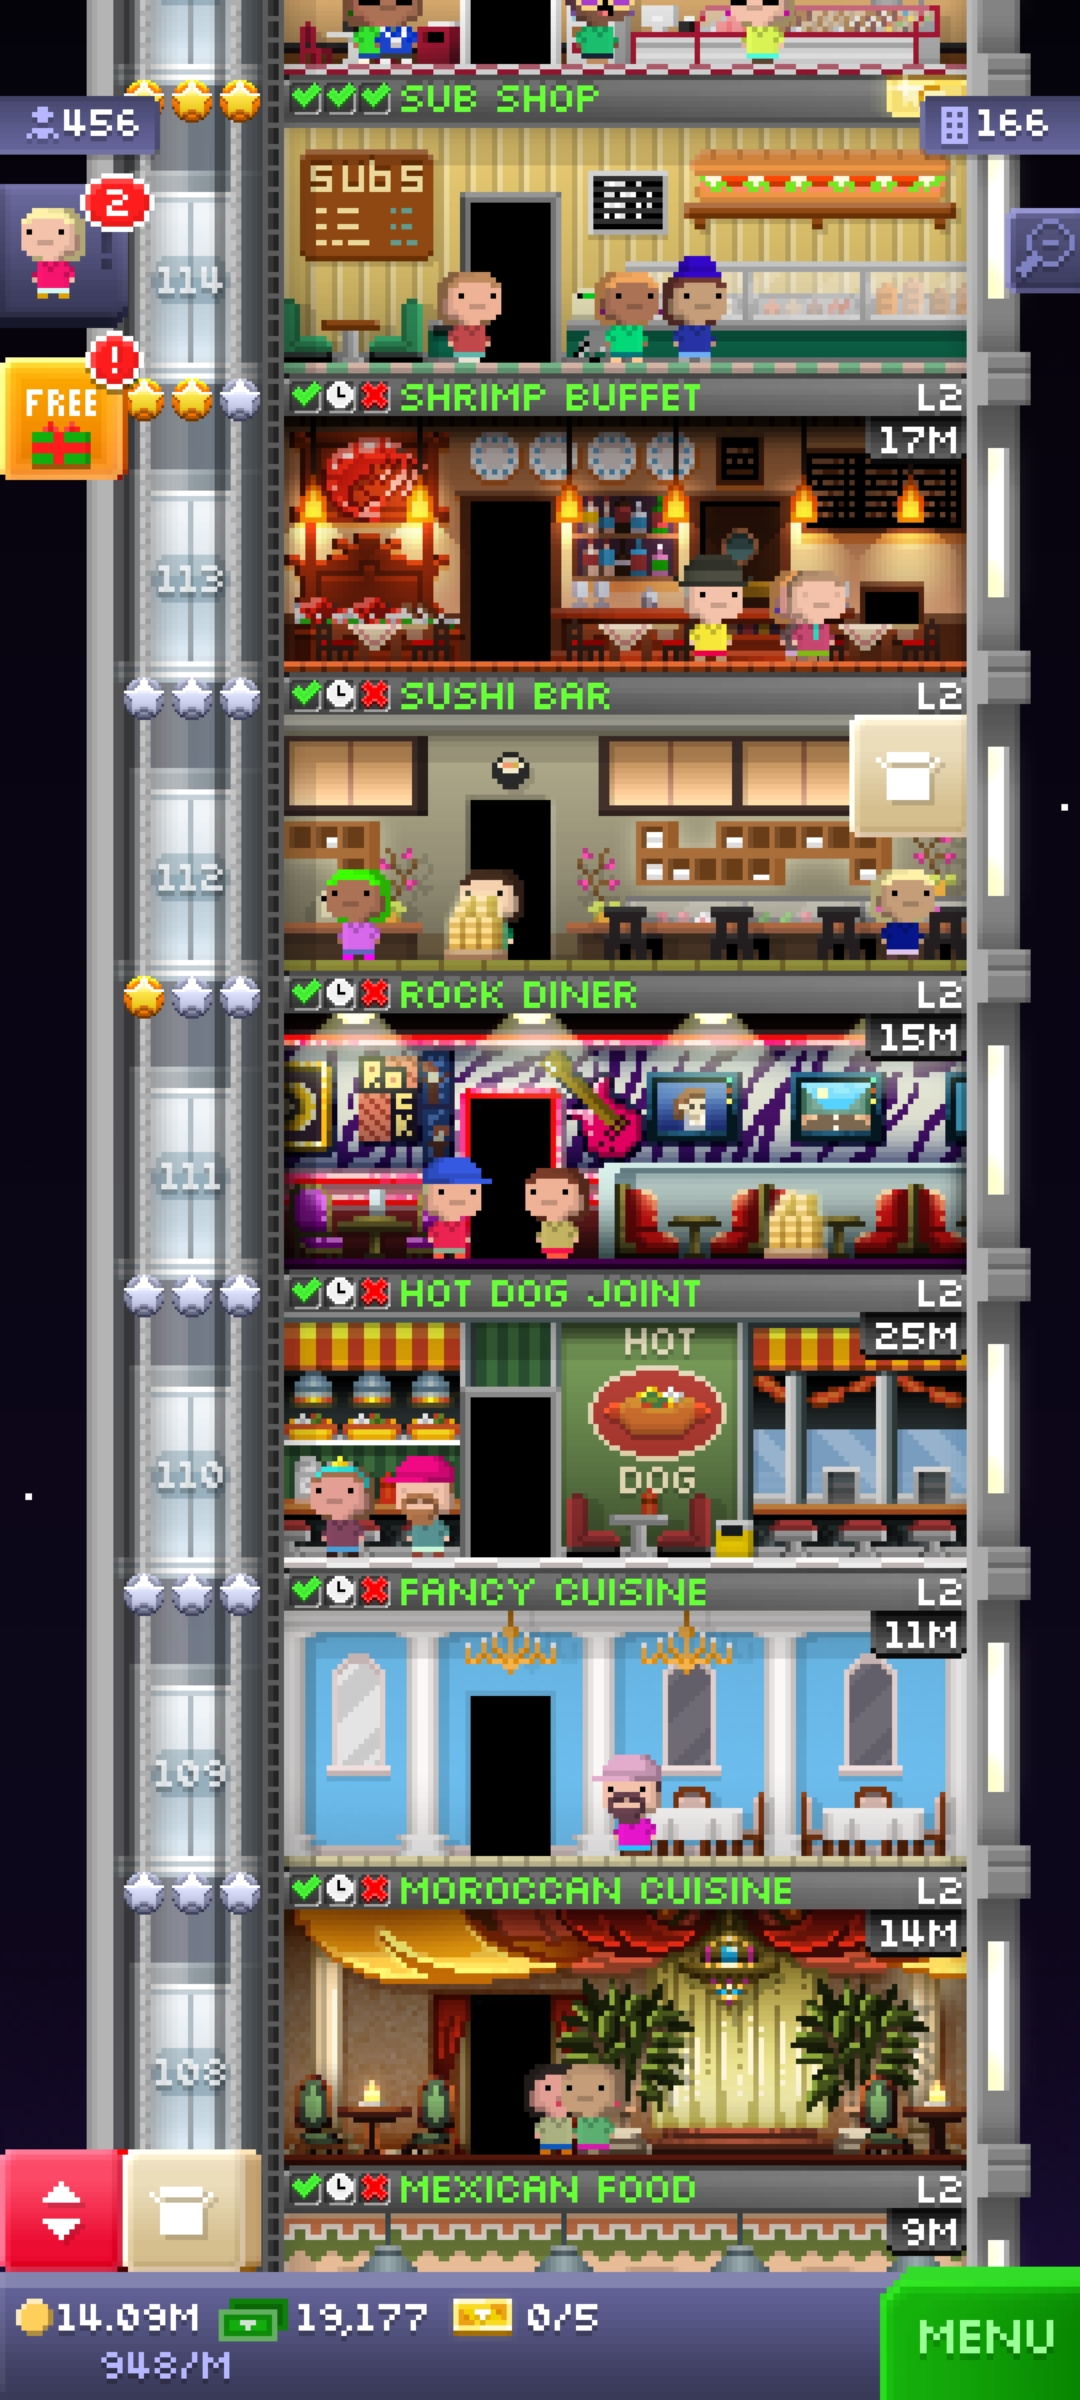 SUB SHOP
456
166
2
SUBS
114
!
FREE
SHRIMP BUFFET L2
17M
113
SUSHI BAR L2
112
ROCK DINER L2
15M
ROCK
111
HOT DOG JOINT L2
25M
HOT
DOG
110
FANCY CUISINE L2
11M
109
MOROCCAN CUISINE L2
14M
108
MEXICAN FOOD L2
9M
14.09M 19,177 0/5
948/M
MENU